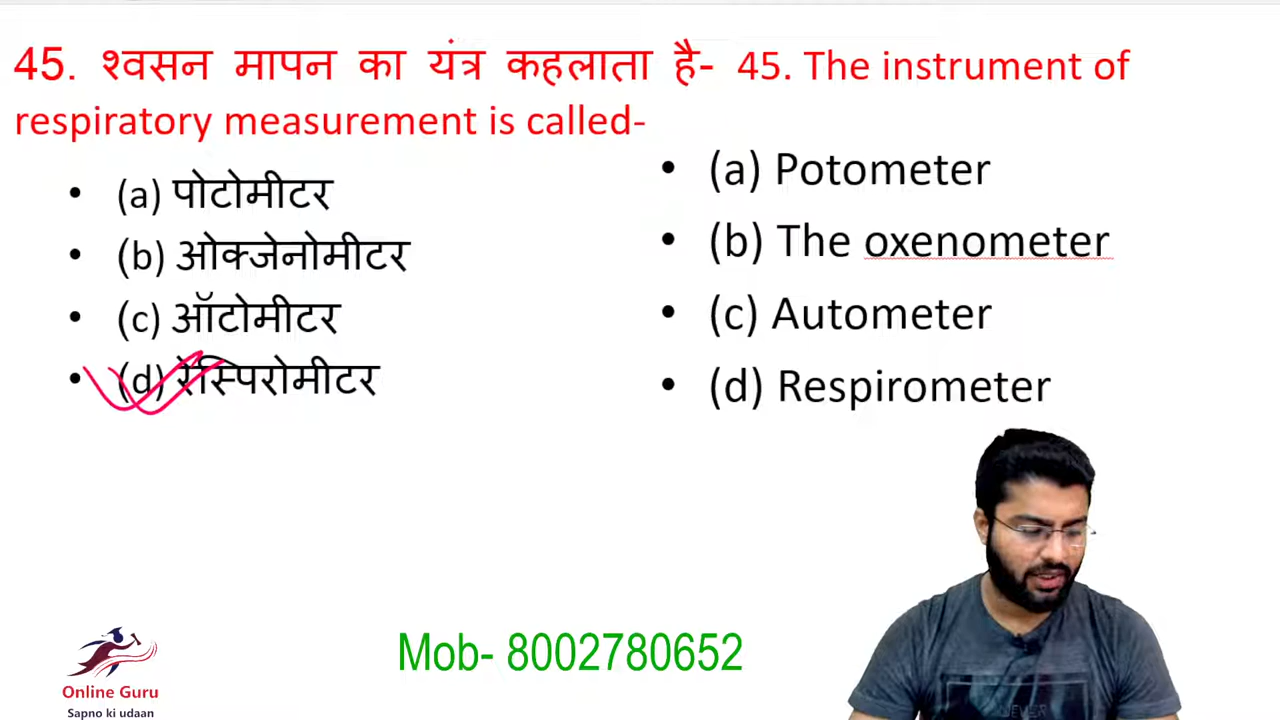 45. श्वसन मापन का यंत्र कहलाता है- 45. The instrument of
respiratory measurement is called-
• (a) पोटोमीटर
• (b) ओक्जेनोमीटर
• (c) ऑटोमीटर
• (d) रेस्पिरोमीटर
• (a) Potometer
• (b) The oxenometer
• (c) Autometer
• (d) Respirometer
Mob- 8002780652
Online Guru
Sapno ki udaan